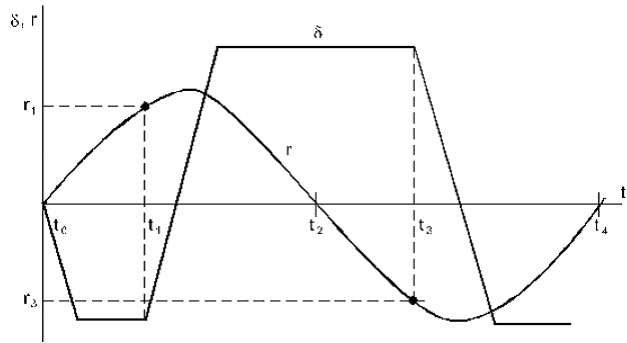 δ, r
δ
r₁
r
t
t₀
t₁
t₂
t₃
t₄
r₃